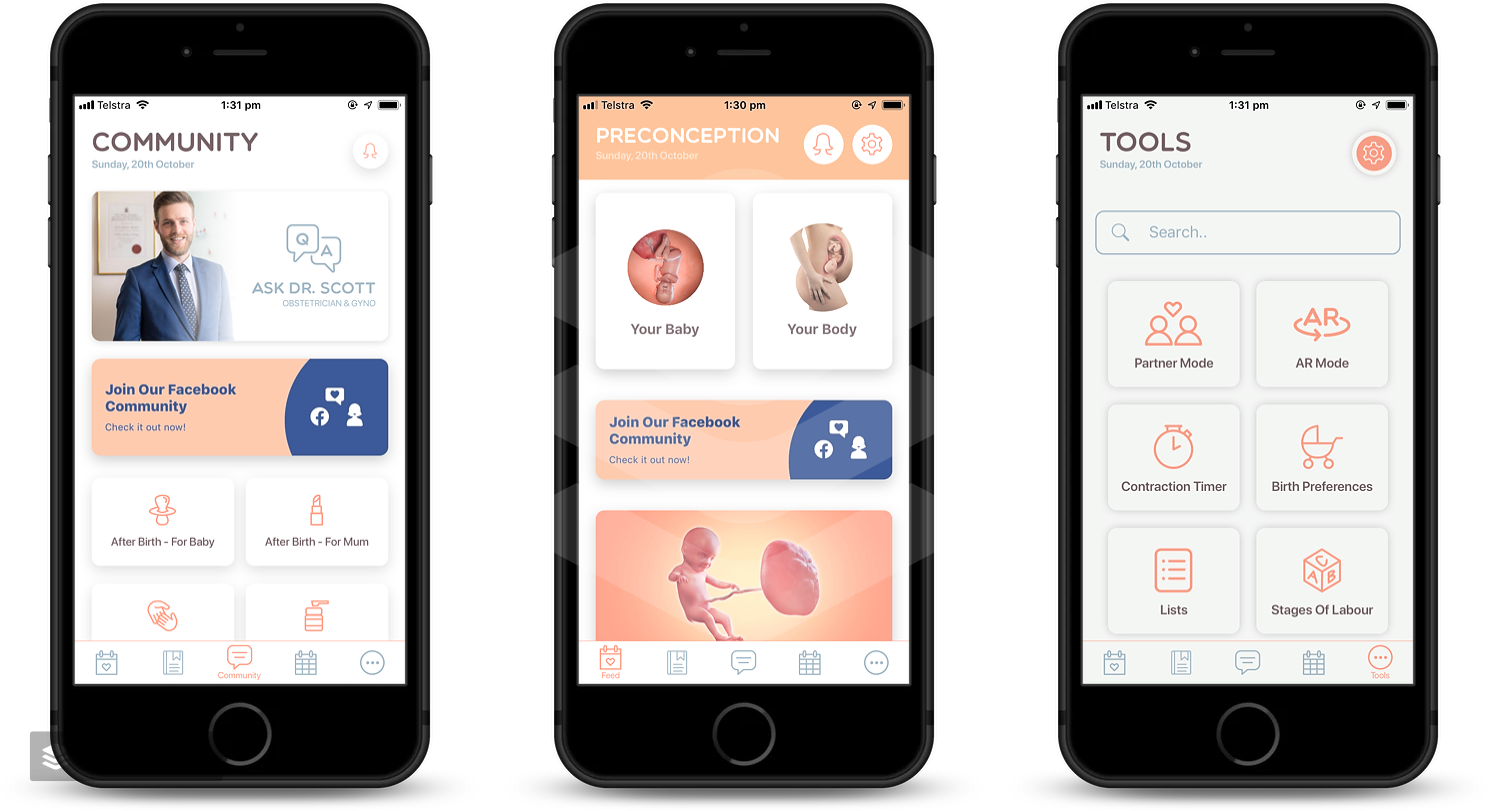 Telstra
1:31 pm
COMMUNITY
Sunday, 20th October
Q
A
ASK DR. SCOTT
OBSTETRICIAN & GYNO
Join Our Facebook
Community
Check it out now!
After Birth - For Baby
After Birth - For Mum
Community
Telstra
1:30 pm
PRECONCEPTION
Sunday, 20th October
Your Baby
Your Body
Join Our Facebook
Community
Check it out now!
Feed
Telstra
1:31 pm
TOOLS
Sunday, 20th October
Search..
AR
Partner Mode
AR Mode
Contraction Timer
Birth Preferences
C
A B
Lists
Stages Of Labour
Tools